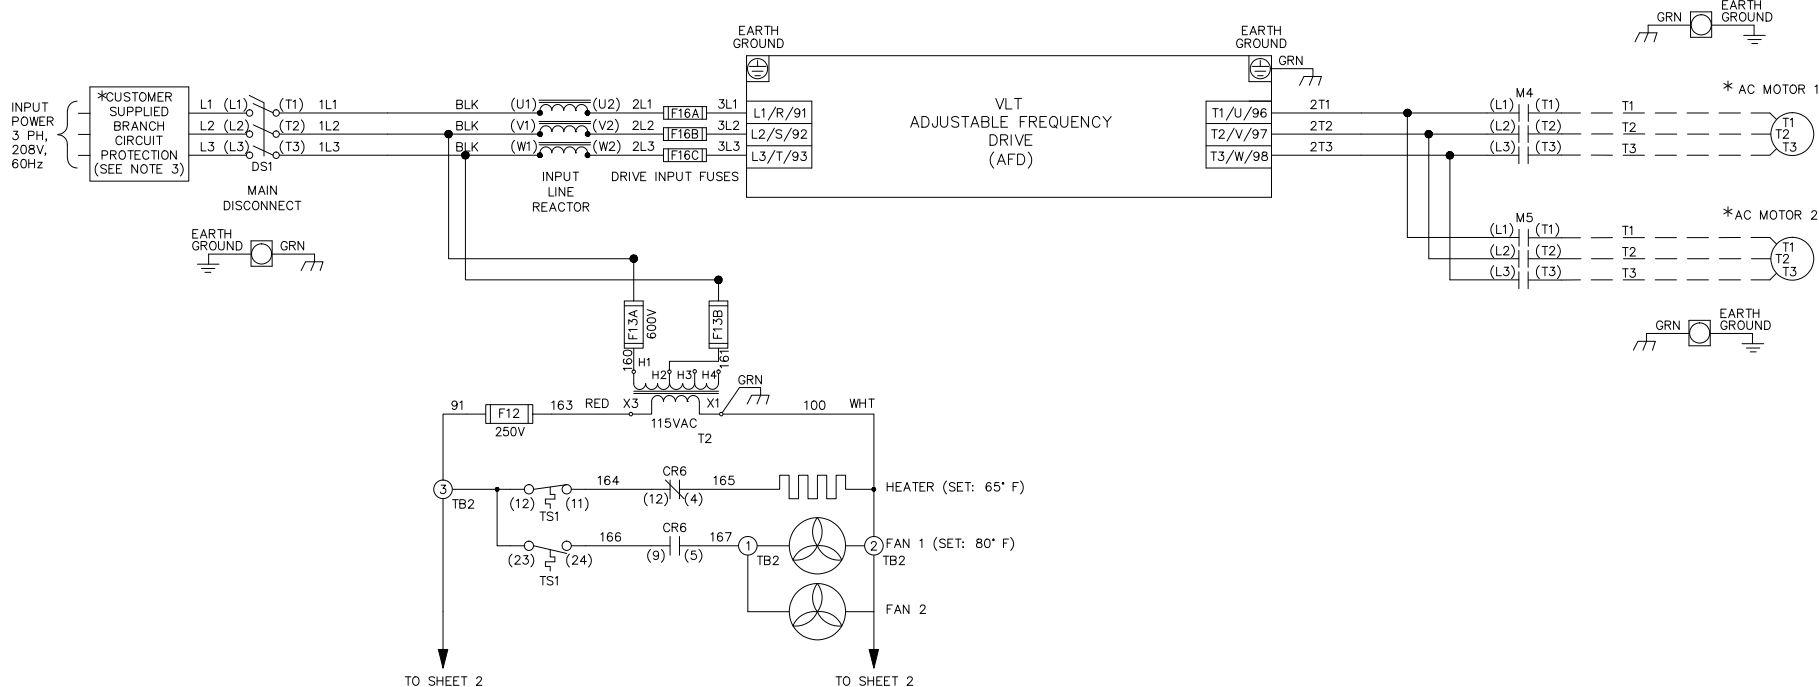 GRN
EARTH
GROUND
EARTH
GROUND
EARTH
GROUND
GRN
INPUT
POWER
3 PH,
208V,
60Hz
*CUSTOMER
SUPPLIED
BRANCH
CIRCUIT
PROTECTION
(SEE NOTE 3)
L1 (L1) (T1) 1L1 BLK (U1) (U2) 2L1 F16A 3L1 L1/R/91
L2 (L2) (T2) 1L2 BLK (V1) (V2) 2L2 F16B 3L2 L2/S/92
L3 (L3) (T3) 1L3 BLK (W1) (W2) 2L3 F16C 3L3 L3/T/93
DS1
MAIN
DISCONNECT
INPUT
LINE
REACTOR
DRIVE INPUT FUSES
VLT
ADJUSTABLE FREQUENCY
DRIVE
(AFD)
T1/U/96 2T1
T2/V/97 2T2
T3/W/98 2T3
M4
(L1) (T1) T1
(L2) (T2) T2
(L3) (T3) T3
* AC MOTOR 1
T1
T2
T3
M5
(L1) (T1) T1
(L2) (T2) T2
(L3) (T3) T3
*AC MOTOR 2
T1
T2
T3
EARTH
GROUND
GRN
GRN
EARTH
GROUND
F13A
600V
F13B
160
161
H1
H2
H3
H4
GRN
91
F12
250V
163
RED
X3
X1
115VAC
T2
100
WHT
3
TB2
(12)
(11)
TS1
164
CR6
(12)
(4)
165
HEATER (SET: 65° F)
(23)
(24)
TS1
166
CR6
(9)
(5)
167
1
TB2
2
TB2
FAN 1 (SET: 80° F)
FAN 2
TO SHEET 2
TO SHEET 2